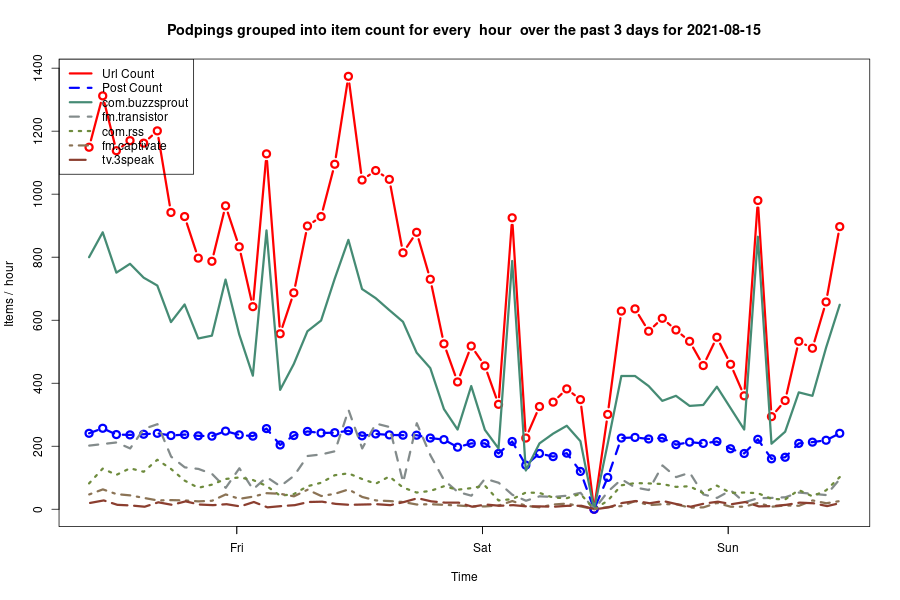 Podpings grouped into item count for every  hour  over the past 3 days for 2021-08-15
Items /  hour
1400
1200
1000
800
600
400
200
0
Url Count
Post Count
com.buzzsprout
fm.transistor
com.rss
fm.captivate
tv.3speak
Fri
Sat
Sun
Time